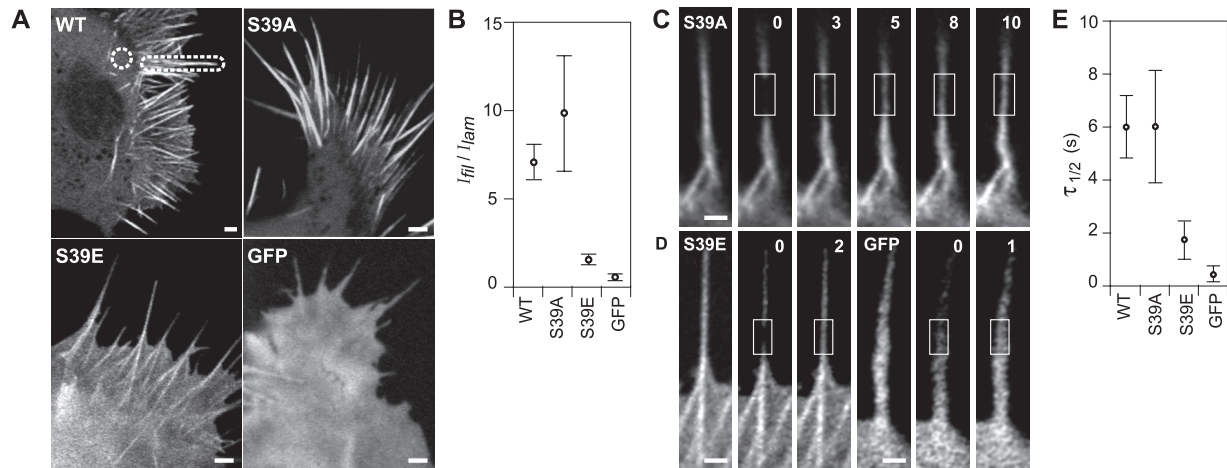 A
WT
S39A
S39E
GFP
B
I_fil / I_lam
15
10
5
0
WT
S39A
S39E
GFP
C
S39A
0
3
5
8
10
D
S39E
0
2
GFP
0
1
E
τ1/2 (s)
10
8
6
4
2
0
WT
S39A
S39E
GFP